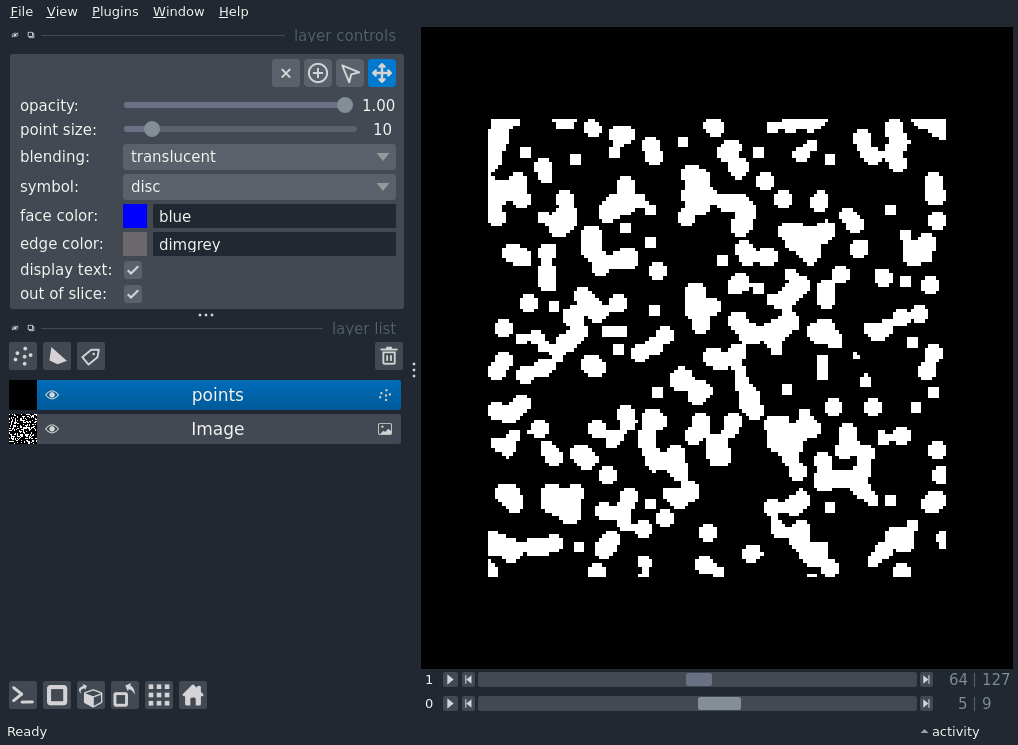 File View Plugins Window Help
layer controls
opacity: 1.00
point size: 10
blending: translucent
symbol: disc
face color: blue
edge color: dimgrey
display text:
out of slice:
layer list
points
Image
1 64 | 127
0 5 | 9
Ready activity